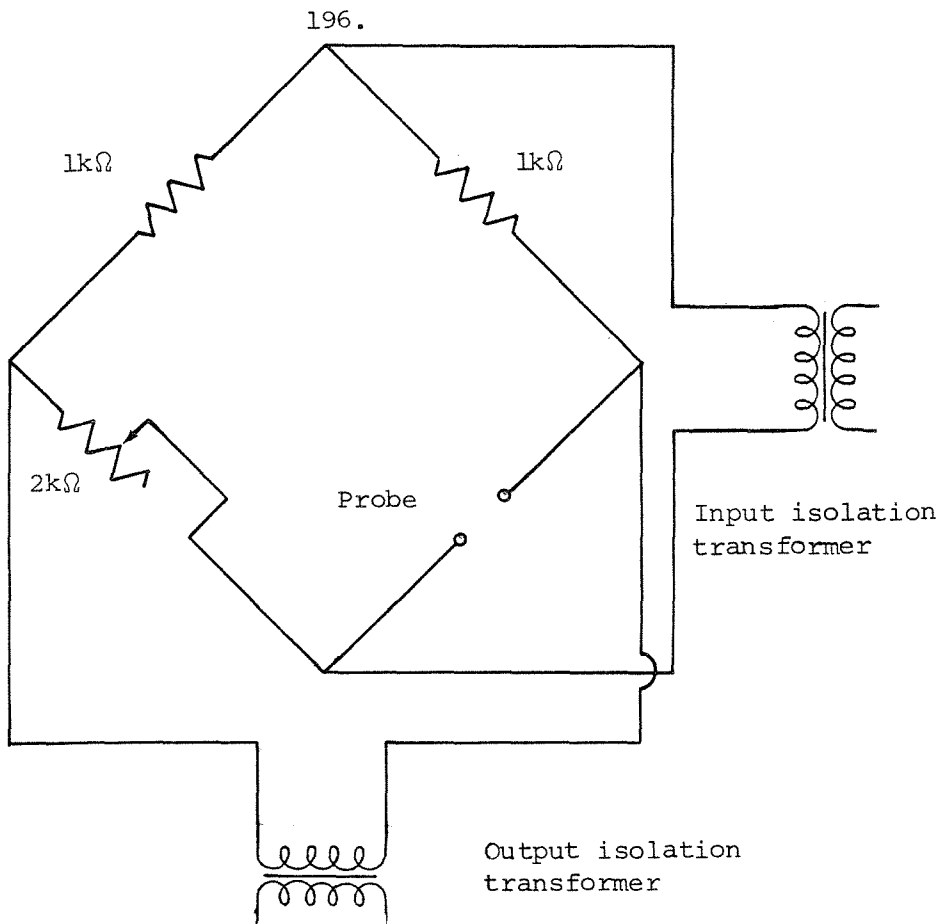 196.
1kΩ
1kΩ
2kΩ
Probe
Input isolation
transformer
Output isolation
transformer